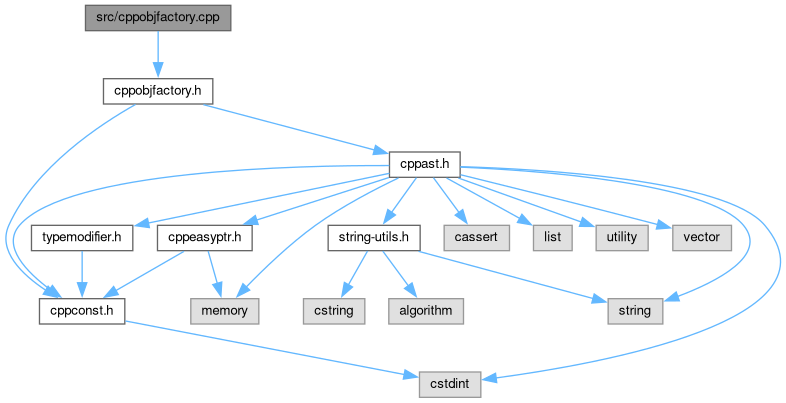 src/cppobjfactory.cpp
cppobjfactory.h
cppast.h
typemodifier.h
cppeasyptr.h
string-utils.h
cassert
list
utility
vector
cppconst.h
memory
cstring
algorithm
string
cstdint